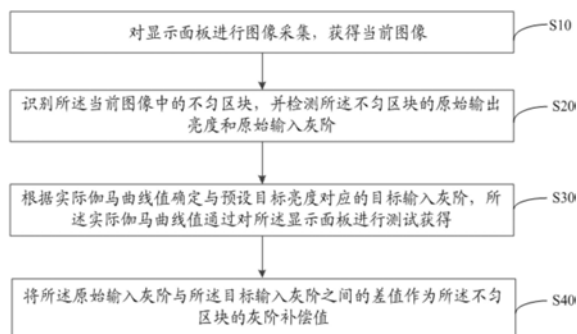 对显示面板进行图像采集，获得当前图像
S10
识别所述当前图像中的不匀区块，并检测所述不匀区块的原始输出
亮度和原始输入灰阶
S200
根据实际伽马曲线值确定与预设目标亮度对应的目标输入灰阶，所
述实际伽马曲线值通过对所述显示面板进行测试获得
S300
将所述原始输入灰阶与所述目标输入灰阶之间的差值作为所述不匀
区块的灰阶补偿值
S400